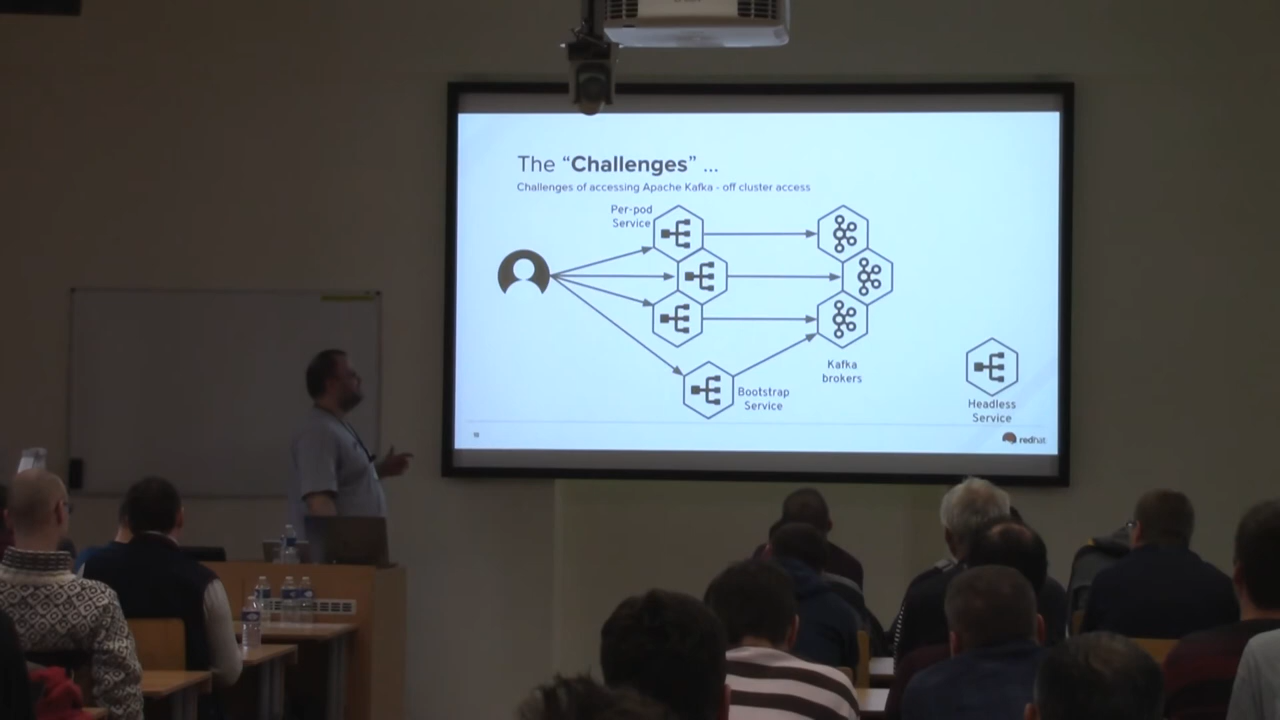 The “Challenges” ...
Challenges of accessing Apache Kafka - off cluster access
Per-pod
Service
Kafka
brokers
Bootstrap
Service
Headless
Service
redhat